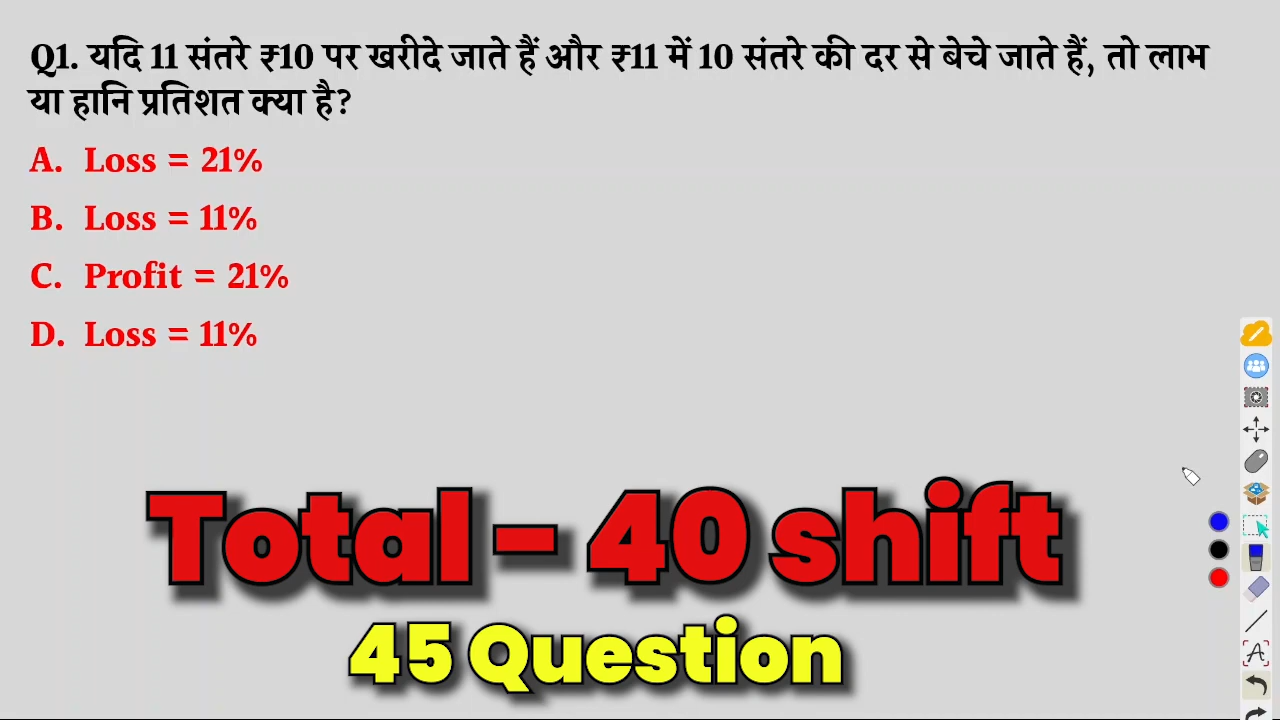 Q1. यदि 11 संतरे ₹10 पर खरीदे जाते हैं और ₹11 में 10 संतरे की दर से बेचे जाते हैं, तो लाभ
या हानि प्रतिशत क्या है?
A. Loss = 21%
B. Loss = 11%
C. Profit = 21%
D. Loss = 11%
Total - 40 shift
45 Question